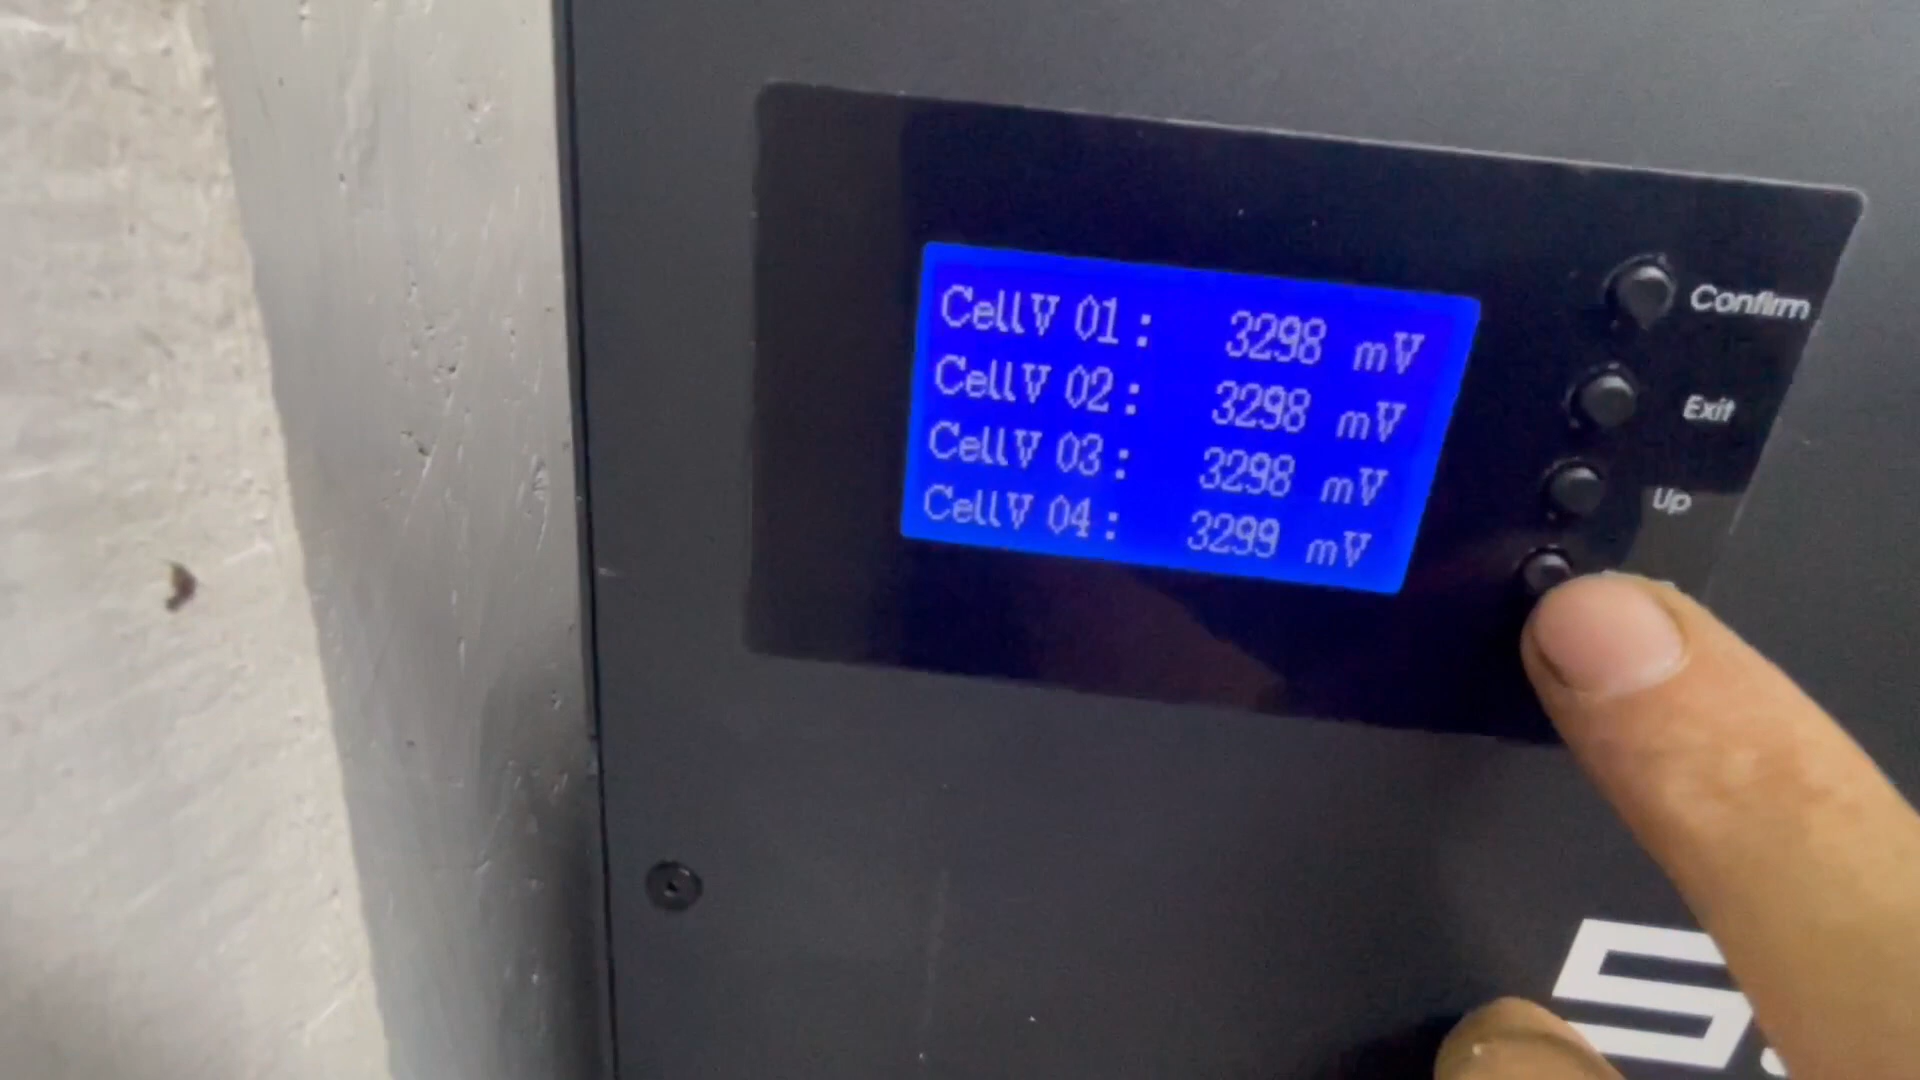 CellV 01: 3298 mV
CellV 02: 3298 mV
CellV 03: 3298 mV
CellV 04: 3299 mV
Confirm
Exit
Up